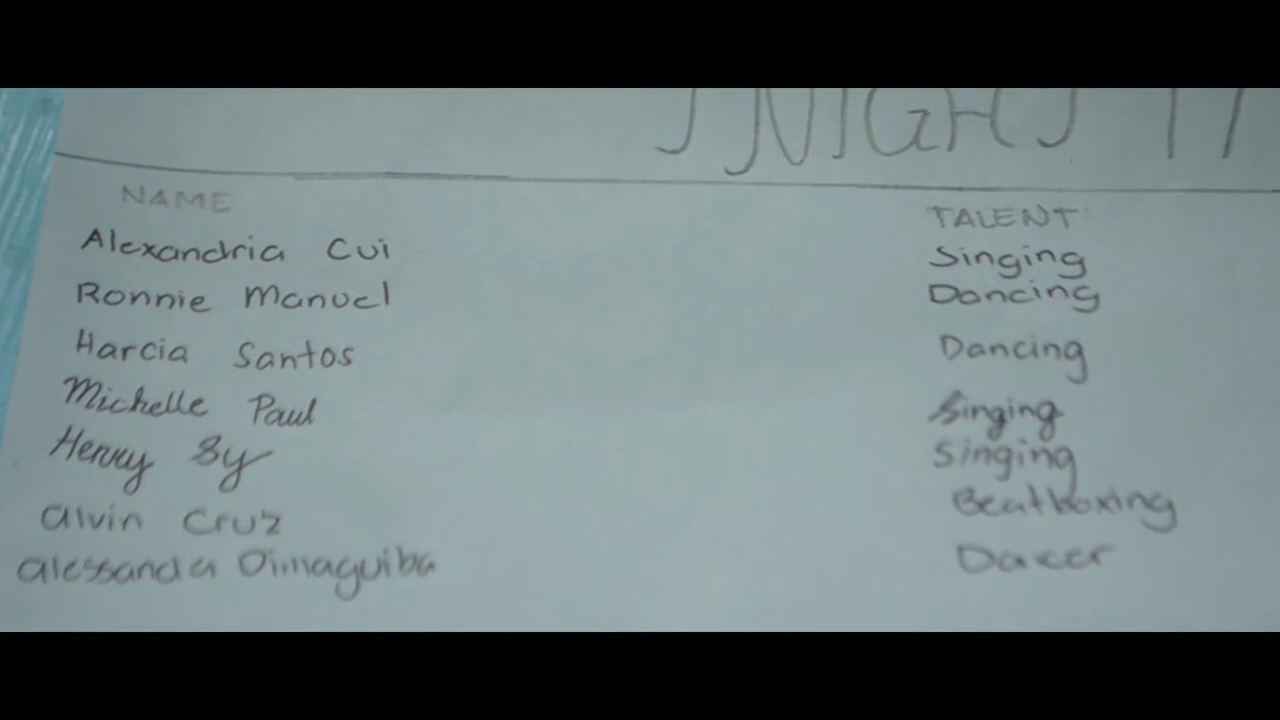 NIGHT
NAME TALENT
Alexandria Cui Singing
Ronnie Manuel Dancing
Harcia Santos Dancing
Michelle Paul Singing
Henry Sy Singing
Alvin Cruz Beatboxing
Alessandra Dimaguiba Dancer